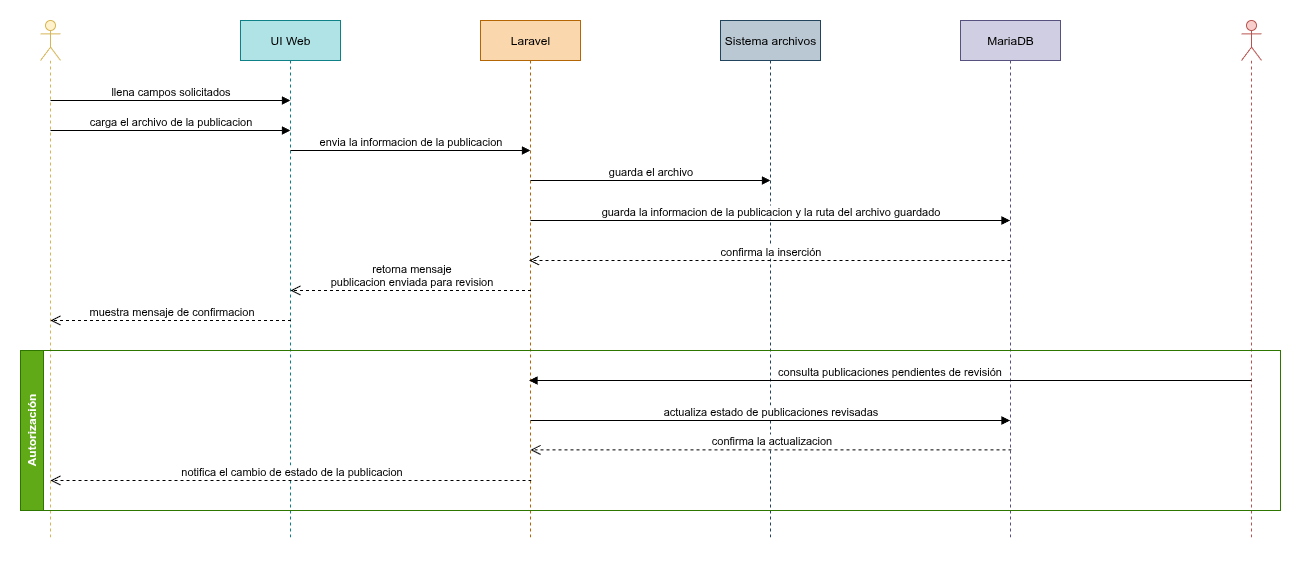 UI Web
Laravel
Sistema archivos
MariaDB
llena campos solicitados
carga el archivo de la publicacion
envia la informacion de la publicacion
guarda el archivo
guarda la informacion de la publicacion y la ruta del archivo guardado
confirma la inserción
retorna mensaje
publicacion enviada para revision
muestra mensaje de confirmacion
Autorización
consulta publicaciones pendientes de revisión
actualiza estado de publicaciones revisadas
confirma la actualizacion
notifica el cambio de estado de la publicacion